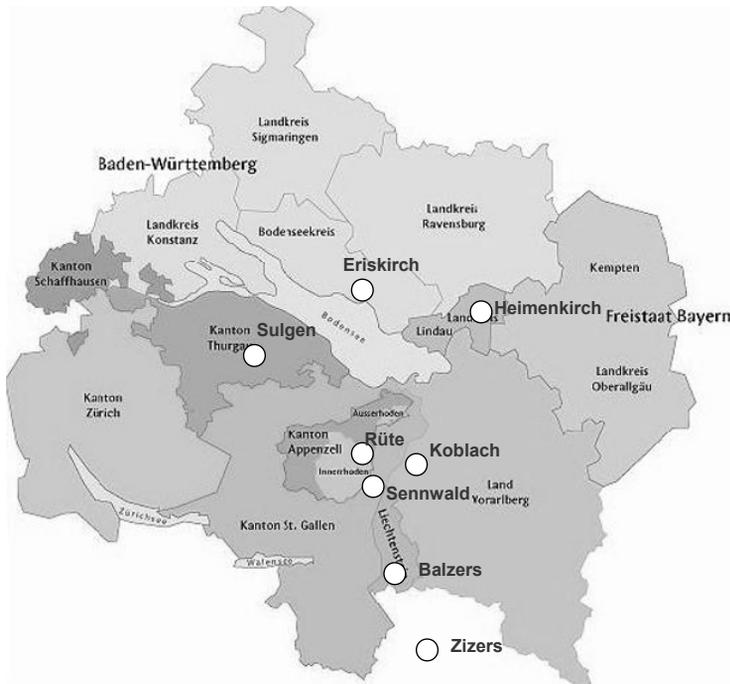 Landkreis
Sigmaringen
Baden-Württemberg
Landkreis
Konstanz
Bodenseekreis
Landkreis
Ravensburg
Kanton
Schaffhausen
Eriskirch
Kempten
Heimenkirch
Landkreis
Lindau
Freistaat Bayern
Kanton
Thurgau
Sulgen
Bodensee
Landkreis
Oberallgäu
Kanton
Zürich
Ausserhoden
Kanton
Appenzell
Rüte
Koblach
Innerrhoden
Sennwald
Land
Vorarlberg
Zürichsee
Kanton St. Gallen
Liechtenstein
Walensee
Balzers
Zizers